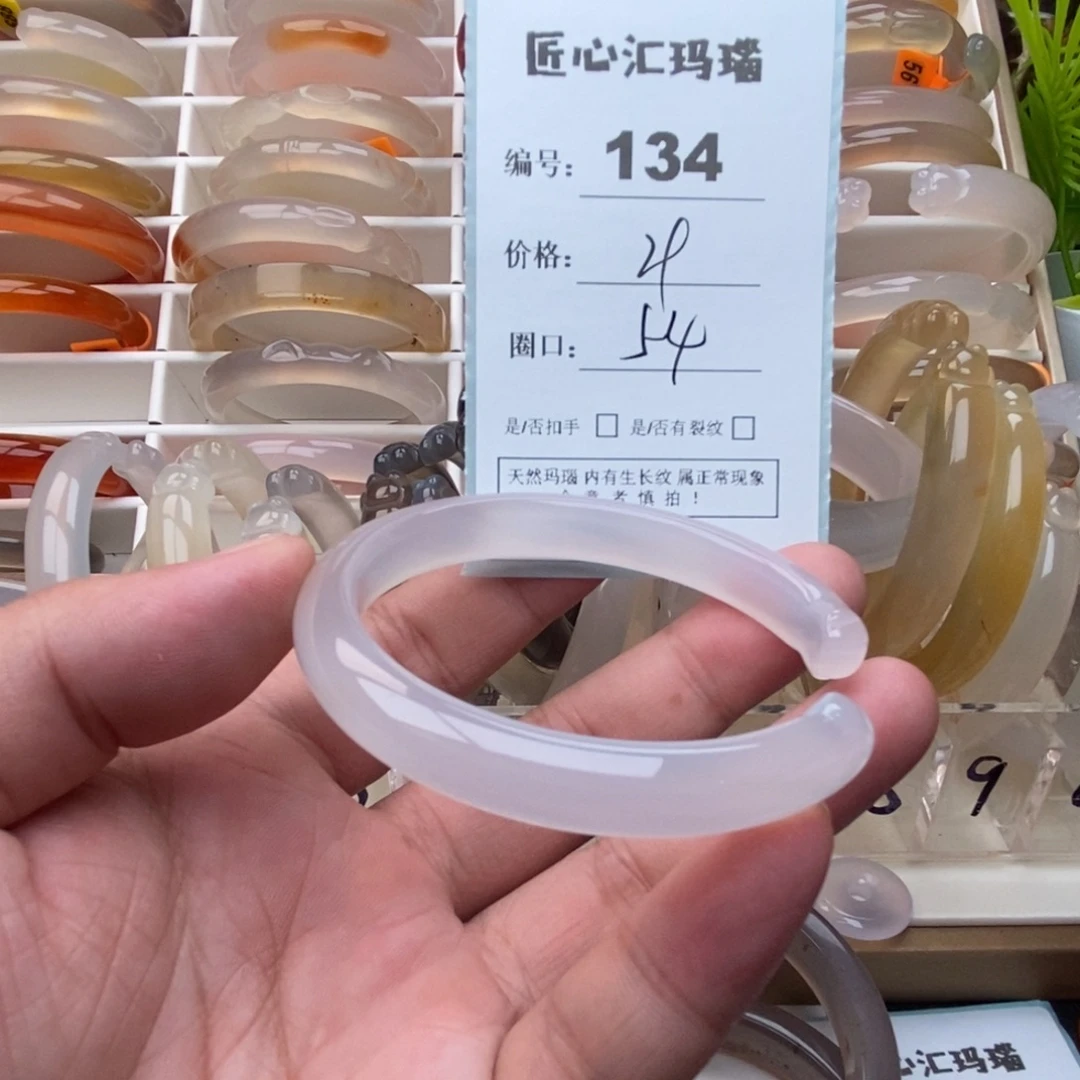 匠心汇玛瑙
编号: 134
价格: 4
圈口: 54
是/否扣手 □ 是/否有裂纹 □
天然玛瑙 内有生长纹 属正常现象
介意者慎拍！
56
9
心汇玛瑙